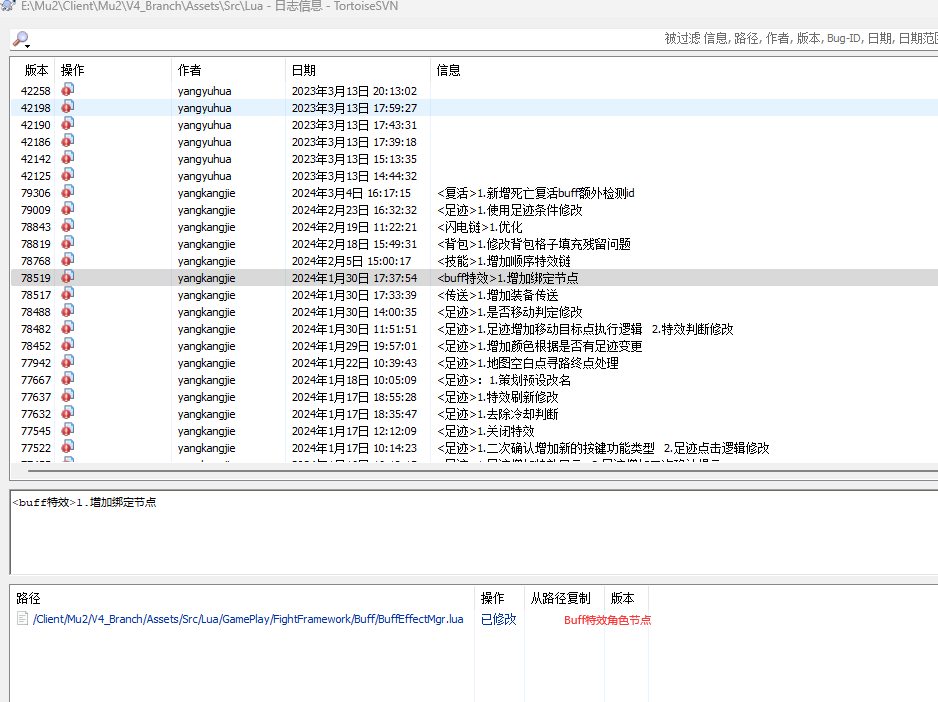 E:\Mu2\Client\Mu2\V4_Branch\Assets\Src\Lua - 日志信息 - TortoiseSVN
被过滤 信息, 路径, 作者, 版本, Bug-ID, 日期, 日期范围
版本 操作 作者 日期 信息
42258 yangyuhua 2023年3月13日 20:13:02
42198 yangyuhua 2023年3月13日 17:59:27
42190 yangyuhua 2023年3月13日 17:43:31
42186 yangyuhua 2023年3月13日 17:39:18
42142 yangyuhua 2023年3月13日 15:13:35
42125 yangyuhua 2023年3月13日 14:44:32
79306 yangkangjie 2024年3月4日 16:17:15 <复活>1.新增死亡复活buff额外检测id
79009 yangkangjie 2024年2月23日 16:32:32 <足迹>1.使用足迹条件修改
78843 yangkangjie 2024年2月19日 11:22:21 <闪电链>1.优化
78819 yangkangjie 2024年2月18日 15:49:31 <背包>1.修改背包格子填充残留问题
78768 yangkangjie 2024年2月5日 15:00:17 <技能>1.增加顺序特效链
78519 yangkangjie 2024年1月30日 17:37:54 <buff特效>1.增加绑定节点
78517 yangkangjie 2024年1月30日 17:33:39 <传送>1.增加装备传送
78488 yangkangjie 2024年1月30日 14:00:35 <足迹>1.是否移动判定修改
78482 yangkangjie 2024年1月30日 11:51:51 <足迹>1.足迹增加移动目标点执行逻辑 2.特效判断修改
78452 yangkangjie 2024年1月29日 19:57:01 <足迹>1.增加颜色根据是否有足迹变更
77942 yangkangjie 2024年1月22日 10:39:43 <足迹>1.地图空白点寻路终点处理
77667 yangkangjie 2024年1月18日 10:05:09 <足迹>：1.策划预设改名
77637 yangkangjie 2024年1月17日 18:55:28 <足迹>1.特效刷新修改
77632 yangkangjie 2024年1月17日 18:35:47 <足迹>1.去除冷却判断
77545 yangkangjie 2024年1月17日 12:12:09 <足迹>1.关闭特效
77522 yangkangjie 2024年1月17日 10:14:23 <足迹>1.二次确认增加新的按键功能类型 2.足迹点击逻辑修改
<buff特效>1.增加绑定节点
路径 操作 从路径复制 版本
/Client/Mu2/V4_Branch/Assets/Src/Lua/GamePlay/FightFramework/Buff/BuffEffectMgr.lua 已修改 Buff特效角色节点